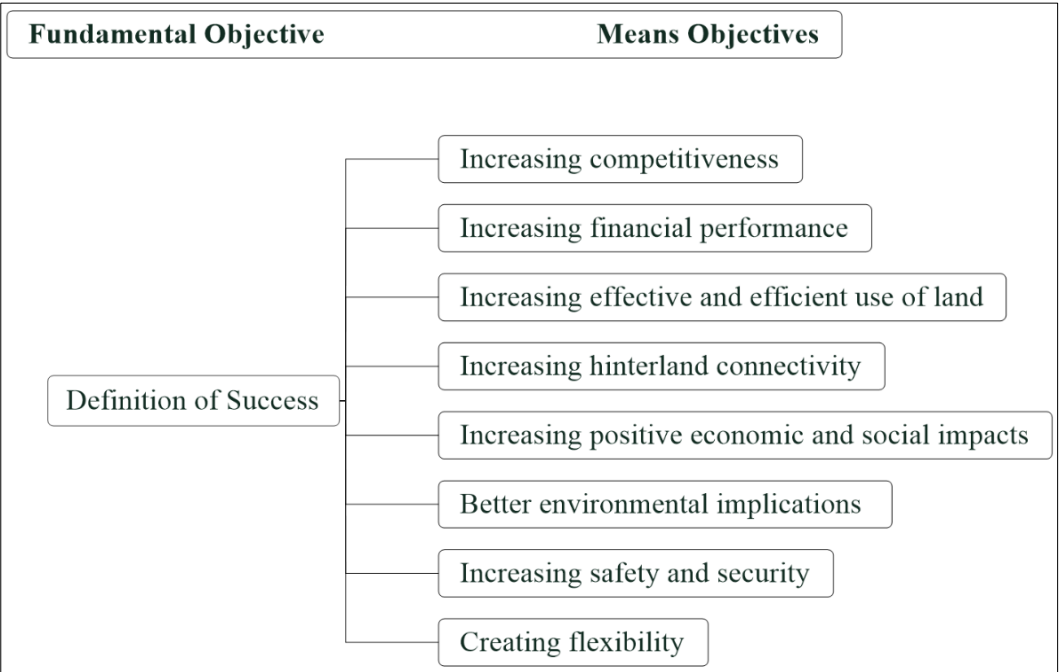 Fundamental Objective Means Objectives
Increasing competitiveness
Increasing financial performance
Increasing effective and efficient use of land
Increasing hinterland connectivity
Definition of Success
Increasing positive economic and social impacts
Better environmental implications
Increasing safety and security
Creating flexibility